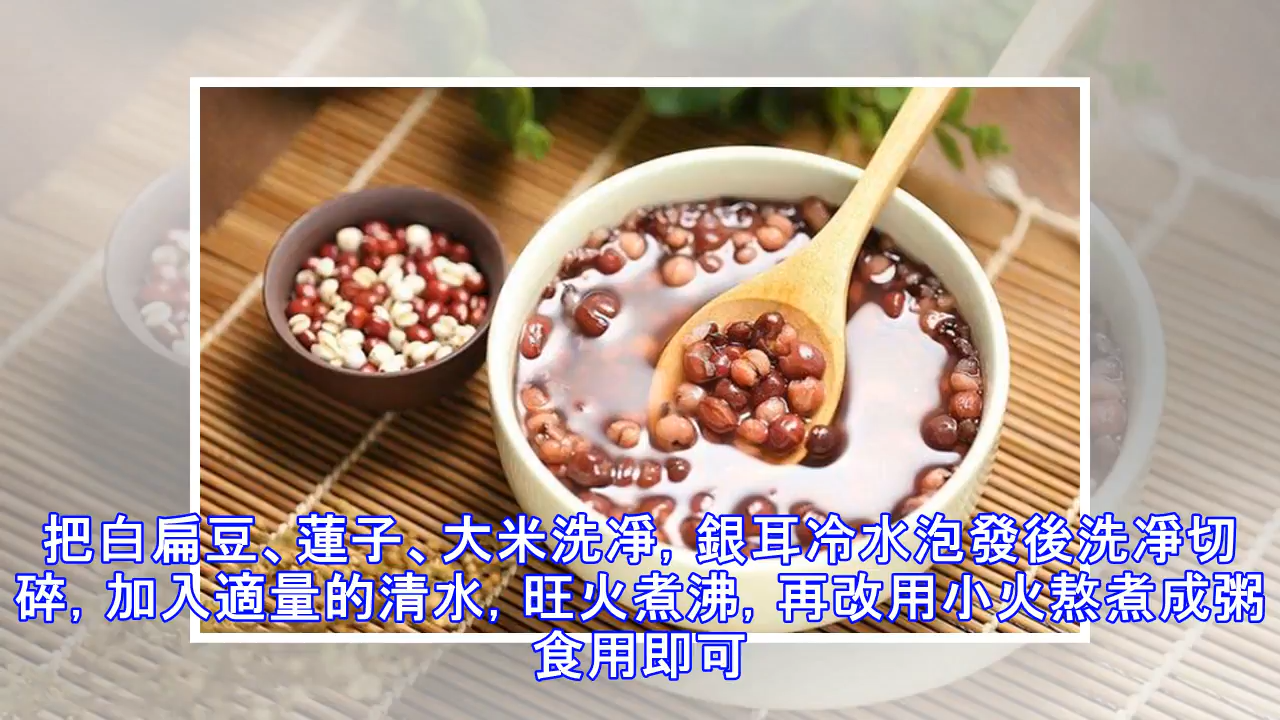 把白扁豆、蓮子、大米洗凈, 銀耳冷水泡發後洗凈切
碎, 加入適量的清水, 旺火煮沸, 再改用小火熬煮成粥
食用即可